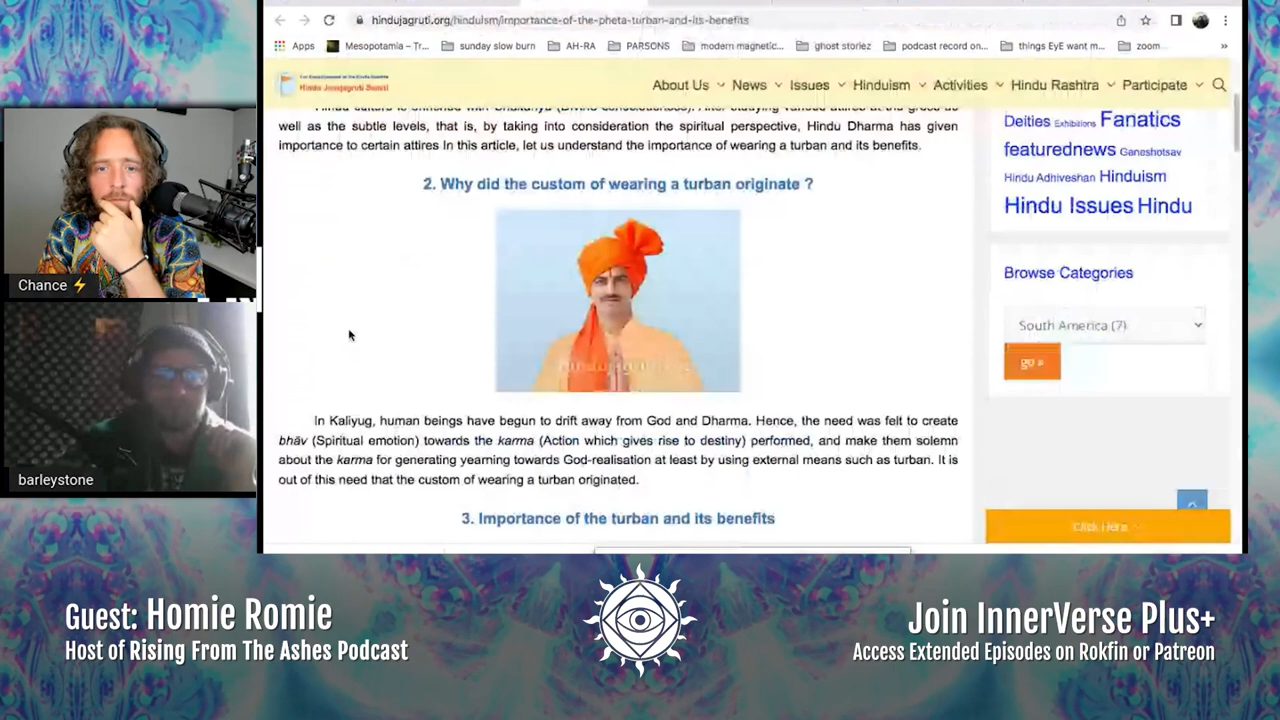 hindujagruti.org/hinduism/importance-of-the-pheta-turban-and-its-benefits
Apps
Mesopotamia – Tr...
sunday slow burn
AH-RA
PARSONS
modern magnetic...
ghost storiez
podcast record on...
things EyE want m...
zoom
»
Hindu Janajagruti Samiti
About Us
News
Issues
Hinduism
Activities
Hindu Rashtra
Participate
well as the subtle levels, that is, by taking into consideration the spiritual perspective, Hindu Dharma has given
importance to certain attires In this article, let us understand the importance of wearing a turban and its benefits.
2. Why did the custom of wearing a turban originate ?
In Kaliyug, human beings have begun to drift away from God and Dharma. Hence, the need was felt to create
bhāv (Spiritual emotion) towards the karma (Action which gives rise to destiny) performed, and make them solemn
about the karma for generating yearning towards God-realisation at least by using external means such as turban. It is
out of this need that the custom of wearing a turban originated.
3. Importance of the turban and its benefits
Deities Exhibitions Fanatics
featurednews Ganeshotsav
Hindu Adhiveshan Hinduism
Hindu Issues Hindu
Browse Categories
South America (7)
go »
Click Here
Chance
barleystone
Guest: Homie Romie
Host of Rising From The Ashes Podcast
Join InnerVerse Plus+
Access Extended Episodes on Rokfin or Patreon